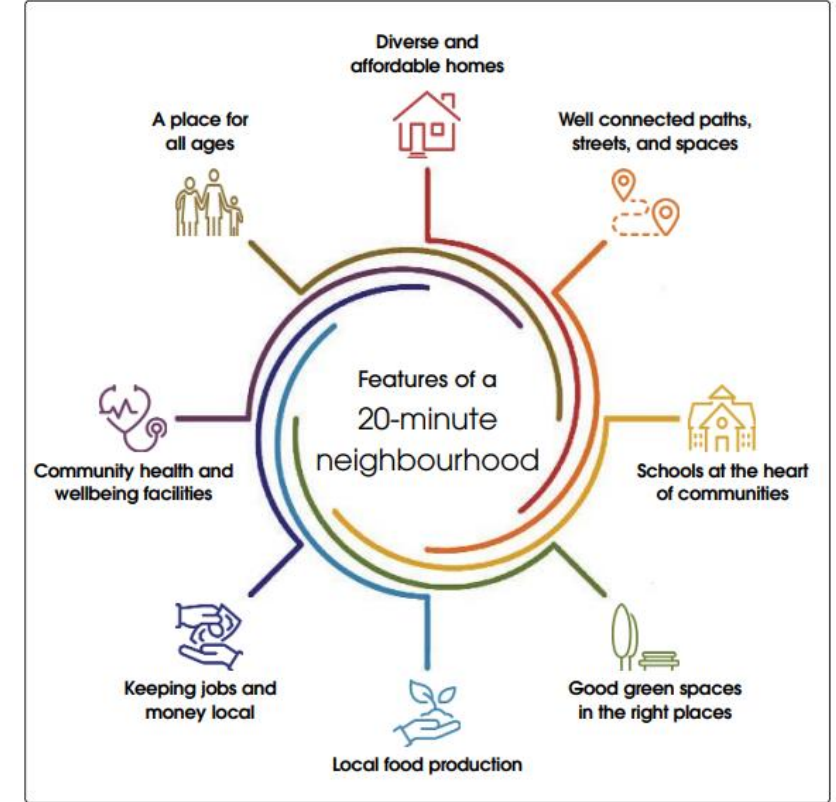 Diverse and
affordable homes
Well connected paths,
streets, and spaces
Schools at the heart
of communities
Good green spaces
in the right places
Local food production
Keeping jobs and
money local
Community health and
wellbeing facilities
A place for
all ages
Features of a
20-minute
neighbourhood